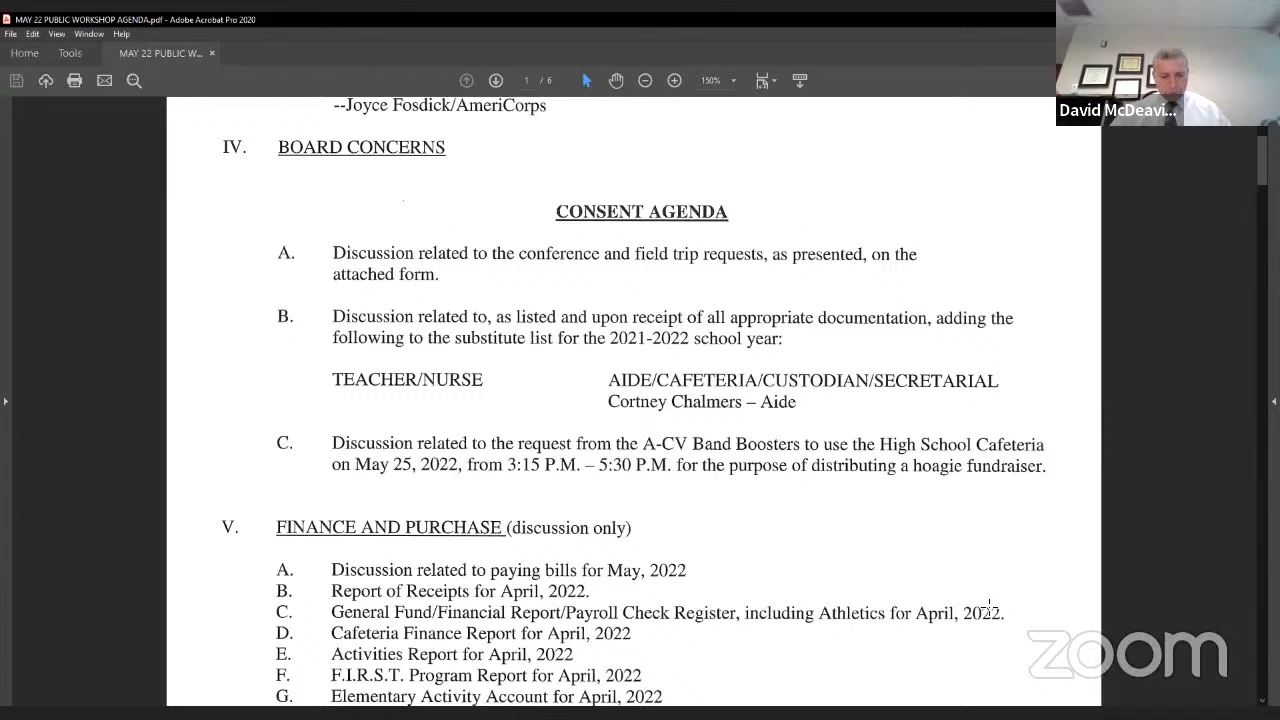 MAY 22 PUBLIC WORKSHOP AGENDA.pdf - Adobe Acrobat Pro 2020
File Edit View Window Help
Home Tools MAY 22 PUBLIC W... ×
1 / 6 150%
David McDeavi...
--Joyce Fosdick/AmeriCorps
IV. BOARD CONCERNS
CONSENT AGENDA
A. Discussion related to the conference and field trip requests, as presented, on the
attached form.
B. Discussion related to, as listed and upon receipt of all appropriate documentation, adding the
following to the substitute list for the 2021-2022 school year:
TEACHER/NURSE AIDE/CAFETERIA/CUSTODIAN/SECRETARIAL
Cortney Chalmers – Aide
C. Discussion related to the request from the A-CV Band Boosters to use the High School Cafeteria
on May 25, 2022, from 3:15 P.M. – 5:30 P.M. for the purpose of distributing a hoagie fundraiser.
V. FINANCE AND PURCHASE (discussion only)
A. Discussion related to paying bills for May, 2022
B. Report of Receipts for April, 2022.
C. General Fund/Financial Report/Payroll Check Register, including Athletics for April, 2022.
D. Cafeteria Finance Report for April, 2022
E. Activities Report for April, 2022
F. F.I.R.S.T. Program Report for April, 2022
G. Elementary Activity Account for April, 2022
zoom